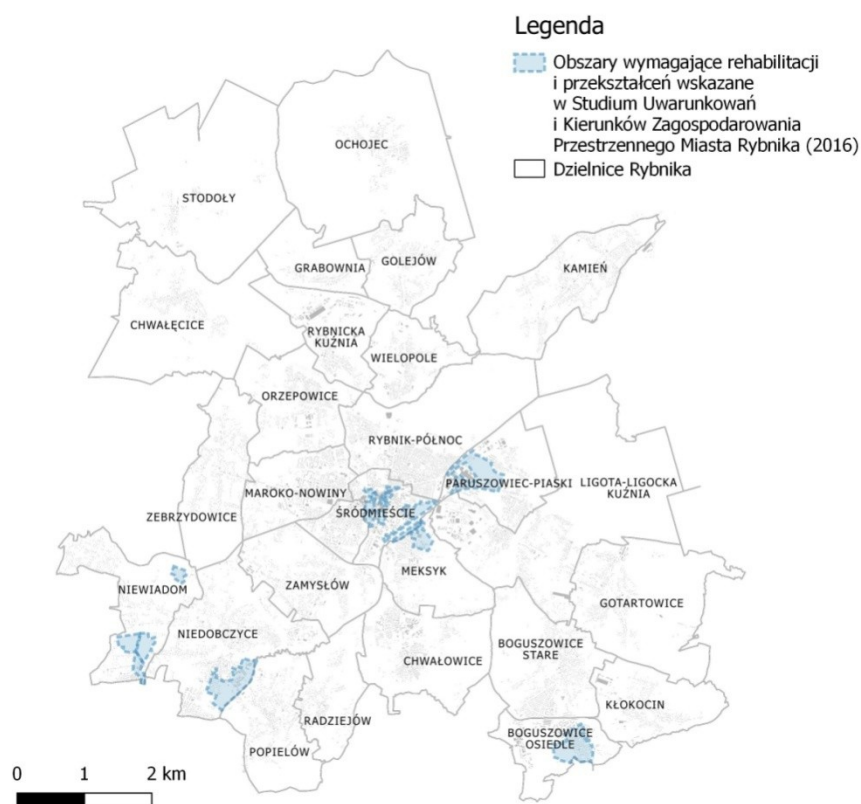 Legenda
Obszary wymagające rehabilitacji
i przekształceń wskazane
w Studium Uwarunkowań
i Kierunków Zagospodarowania
Przestrzennego Miasta Rybnika (2016)
Dzielnice Rybnika
OCHOJEC
STODOŁY
GRABOWNIA
GOLEJÓW
KAMIEŃ
CHWAŁĘCICE
RYBNICKA
KUŹNIA
WIELOPOLE
ORZEPOWICE
RYBNIK-PÓŁNOC
MAROKO-NOWINY
PARUSZOWIEC-PIASKI
LIGOTA-LIGOCKA
KUŹNIA
ZEBRZYDOWICE
ŚRÓDMIEŚCIE
NIEWIADOM
ZAMYSŁÓW
MEKSYK
GOTARTOWICE
NIEDOBCZYCE
CHWAŁOWICE
BOGUSZOWICE
STARE
KŁOKOCIN
RADZIEJÓW
POPIELÓW
BOGUSZOWICE
OSIEDLE
0 1 2 km